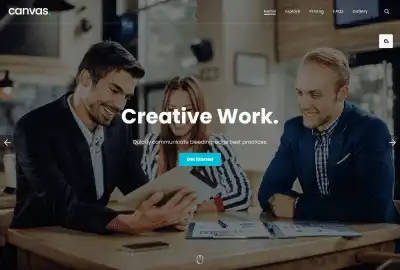 canvas
Home Explore Pricing FAQs Gallery
Creative Work.
Quickly communicate bleeding-edge best practices.
Get Started